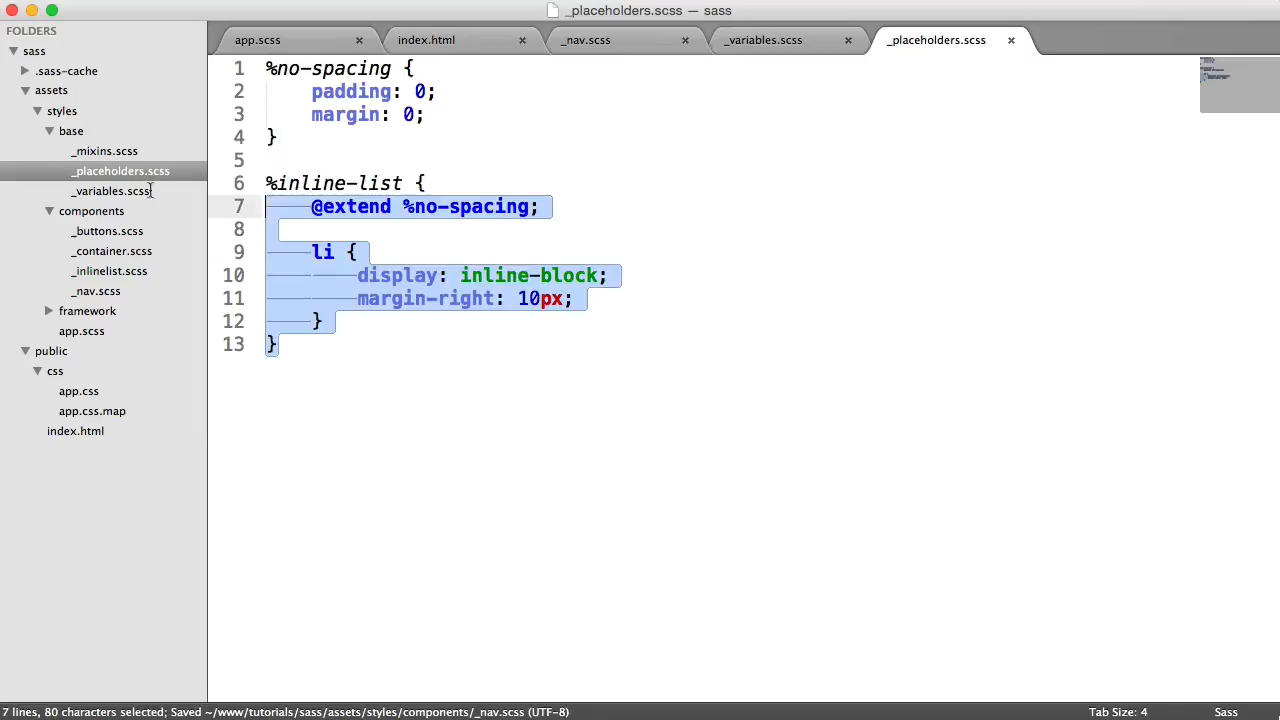 _placeholders.scss — sass
FOLDERS
sass
.sass-cache
assets
styles
base
_mixins.scss
_placeholders.scss
_variables.scss
components
_buttons.scss
_container.scss
_inlinelist.scss
_nav.scss
framework
app.scss
public
css
app.css
app.css.map
index.html
app.scss × index.html × _nav.scss × _variables.scss × _placeholders.scss ×
1 %no-spacing {
2 padding: 0;
3 margin: 0;
4 }
5
6 %inline-list {
7 @extend %no-spacing;
8
9 li {
10 display: inline-block;
11 margin-right: 10px;
12 }
13 }
7 lines, 80 characters selected; Saved ~/www/tutorials/sass/assets/styles/components/_nav.scss (UTF-8) Tab Size: 4 Sass